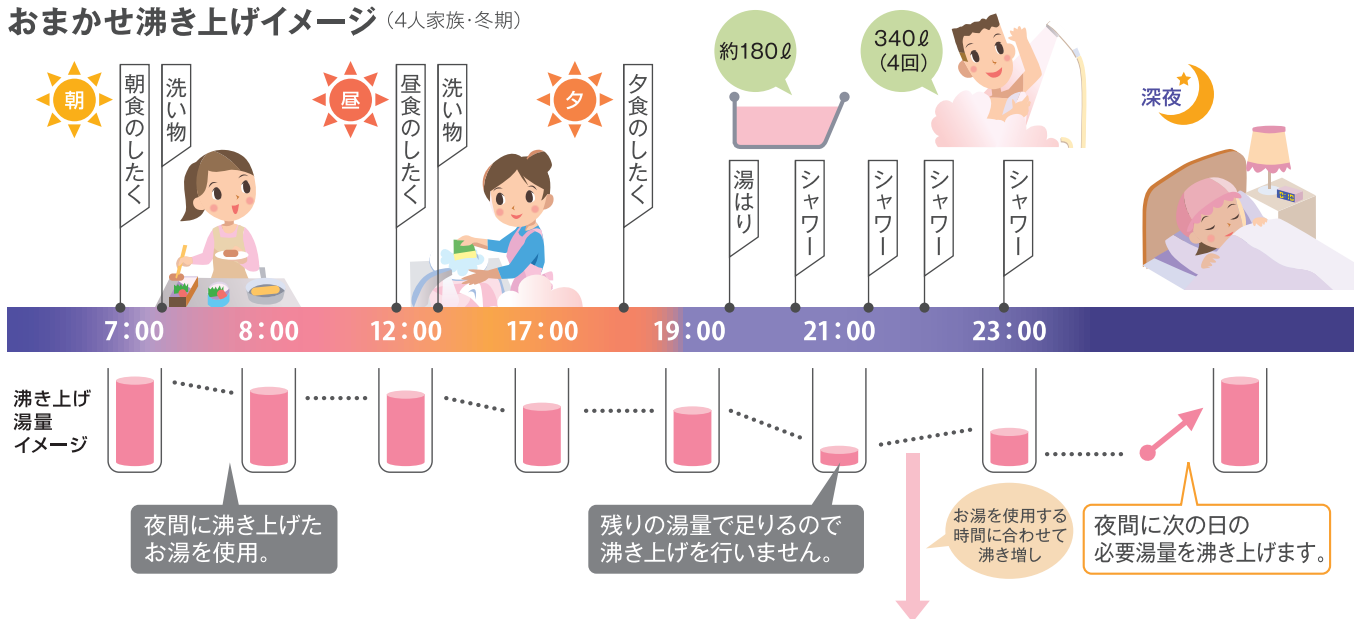 おまかせ沸き上げイメージ（4人家族・冬期）
朝
朝食のしたく
洗い物
昼
昼食のしたく
洗い物
夕
夕食のしたく
約180ℓ
340ℓ
（4回）
湯はり
シャワー
シャワー
シャワー
シャワー
深夜
7：00
8：00
12：00
17：00
19：00
21：00
23：00
沸き上げ
湯量
イメージ
夜間に沸き上げた
お湯を使用。
残りの湯量で足りるので
沸き上げを行いません。
お湯を使用する
時間に合わせて
沸き増し
夜間に次の日の
必要湯量を沸き上げます。